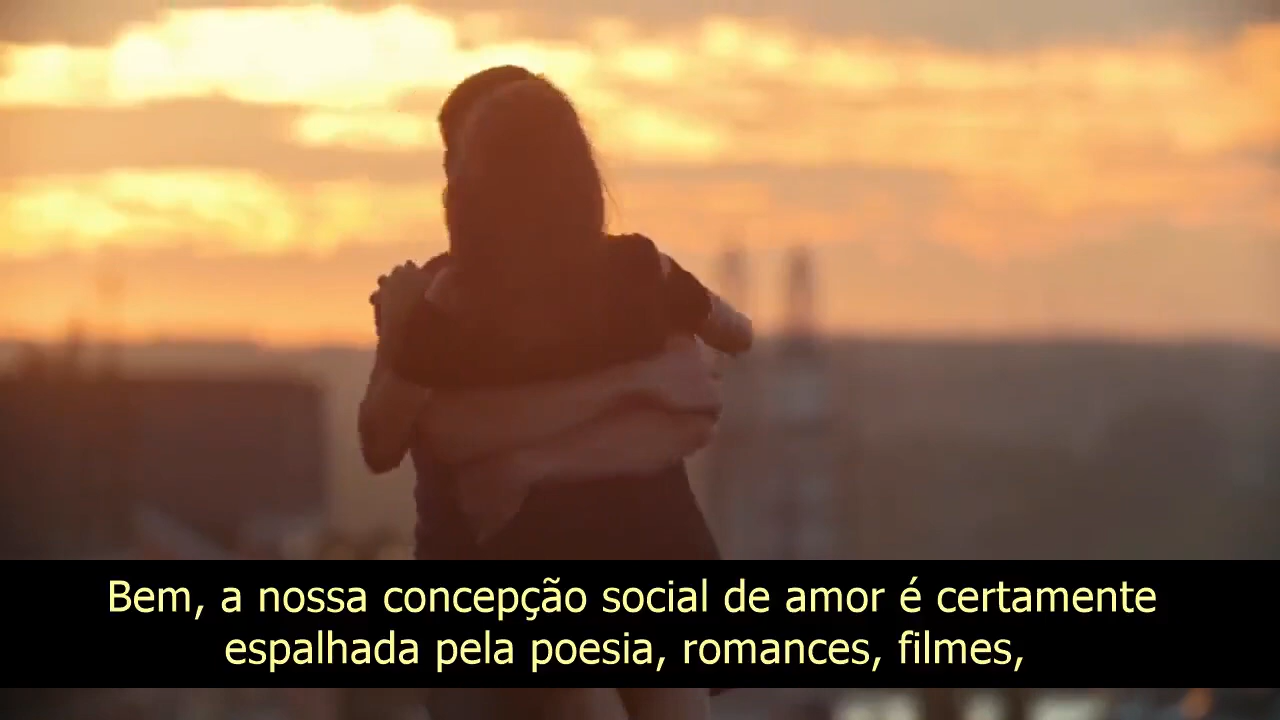 Bem, a nossa concepção social de amor é certamente
espalhada pela poesia, romances, filmes,